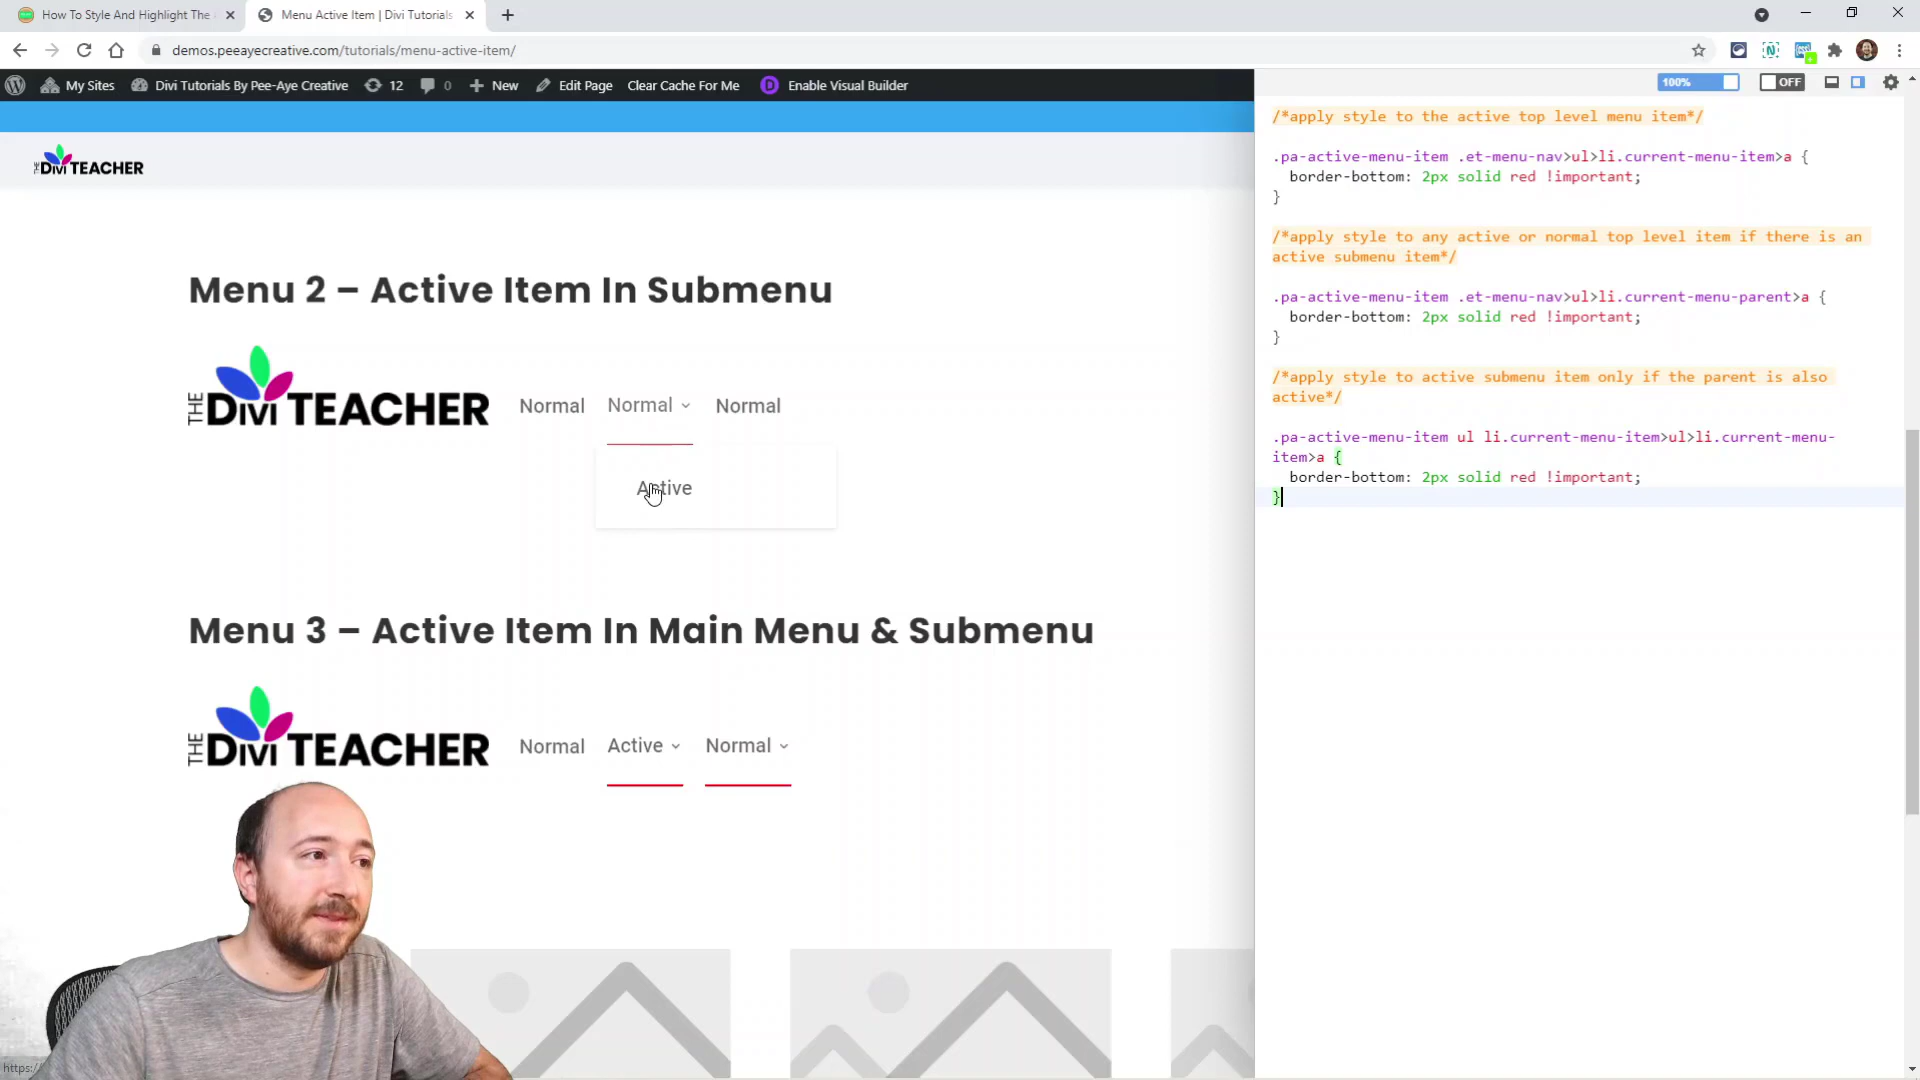 How To Style And Highlight The
Menu Active Item | Divi Tutorials
demos.peeayecreative.com/tutorials/menu-active-item/
My Sites
Divi Tutorials By Pee-Aye Creative
12
0
New
Edit Page
Clear Cache For Me
D
Enable Visual Builder
100%
OFF
THE DIVI TEACHER
Menu 2 – Active Item In Submenu
THE DIVI TEACHER
Normal
Normal
Normal
Active
Menu 3 – Active Item In Main Menu & Submenu
THE DIVI TEACHER
Normal
Active
Normal
https:/
/*apply style to the active top level menu item*/
.pa-active-menu-item .et-menu-nav>ul>li.current-menu-item>a {
border-bottom: 2px solid red !important;
}
/*apply style to any active or normal top level item if there is an
active submenu item*/
.pa-active-menu-item .et-menu-nav>ul>li.current-menu-parent>a {
border-bottom: 2px solid red !important;
}
/*apply style to active submenu item only if the parent is also
active*/
.pa-active-menu-item ul li.current-menu-item>ul>li.current-menu-
item>a {
border-bottom: 2px solid red !important;
}